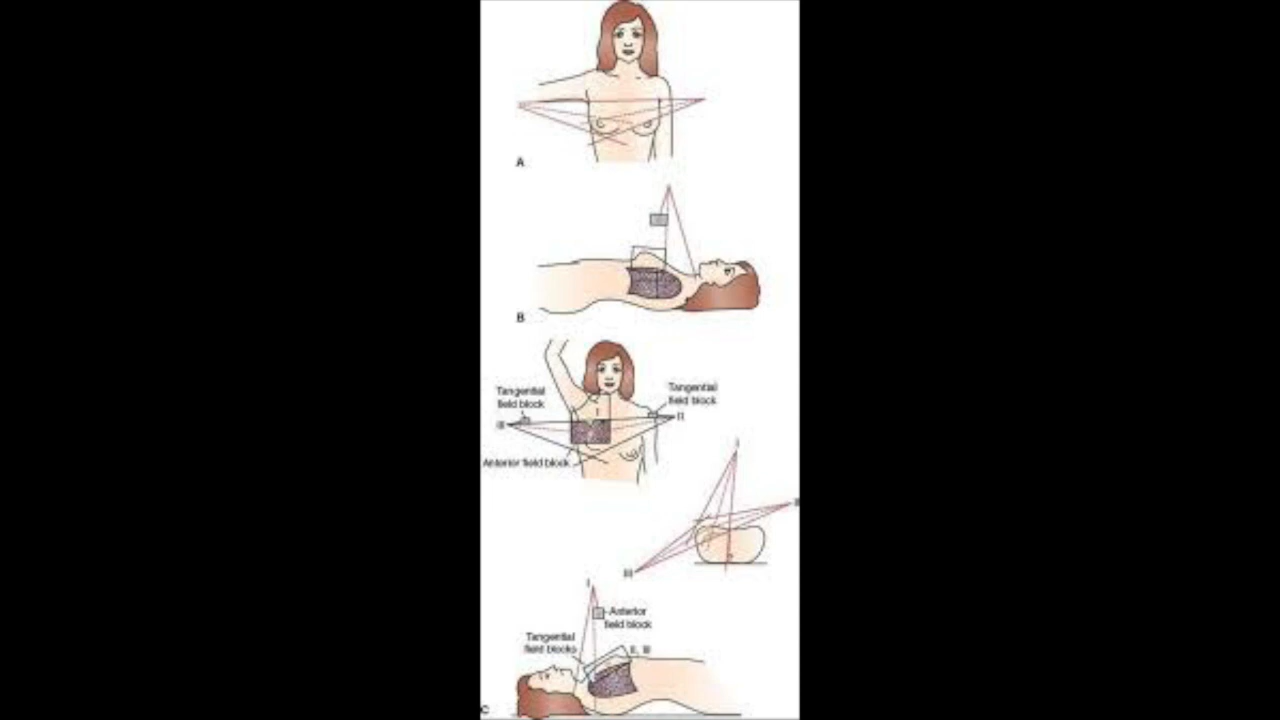 A
B
Tangential
field block
Tangential
field block
II
III
I
Anterior field block
I
II
III
I
Anterior
field block
Tangential
field blocks
II, III
C